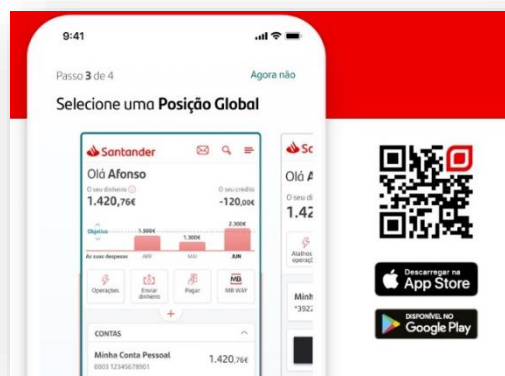 9:41
Passo 3 de 4
Agora não
Selecione uma Posição Global
Santander
Olá Afonso
O seu dinheiro
1.420,76€
O seu crédito
-120,00€
Objetivo
1.500€
1.300€
2.300€
As suas despesas
ABR
MAI
JUN
Operações
Enviar dinheiro
Pagar
MB WAY
CONTAS
Minha Conta Pessoal
0003 12345678901
1.420,76€
Olá A
O seu di
1.42
Atalhos
operaç
Minh
*3922
Descarregar na
App Store
DISPONÍVEL NO
Google Play